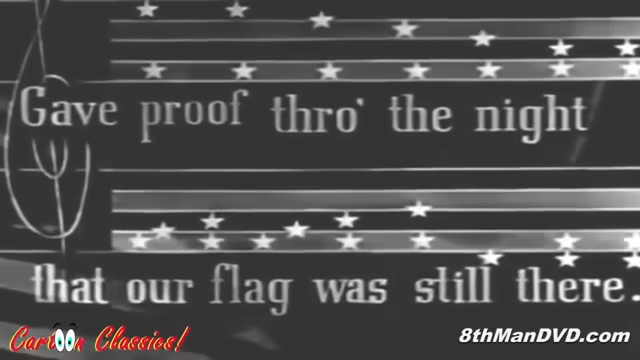 Gave proof thro' the night
that our flag was still there.
Cartoon Classics!
8thManDVD.com